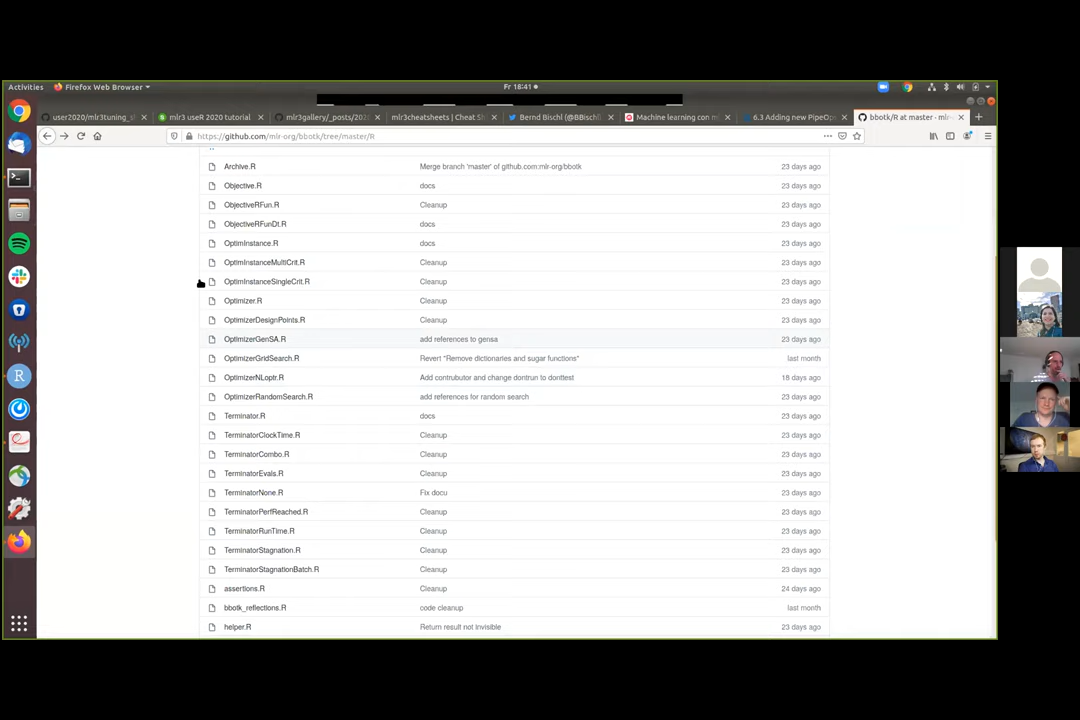 Activities Firefox Web Browser Fr 18:41
user2020/mlr3tuning_s mlr3 useR 2020 tutorial mlr3gallery/_posts/202 mlr3cheatsheets | Cheat S Bernd Bischl (@BBischl Machine learning con 6.3 Adding new PipeOp bbotk/R at master · mlr
https://github.com/mlr-org/bbotk/tree/master/R
..
Archive.R Merge branch 'master' of github.com:mlr-org/bbotk 23 days ago
Objective.R docs 23 days ago
ObjectiveRFun.R Cleanup 23 days ago
ObjectiveRFunDt.R docs 23 days ago
OptimInstance.R docs 23 days ago
OptimInstanceMultiCrit.R Cleanup 23 days ago
OptimInstanceSingleCrit.R Cleanup 23 days ago
Optimizer.R Cleanup 23 days ago
OptimizerDesignPoints.R Cleanup 23 days ago
OptimizerGenSA.R add references to gensa 23 days ago
OptimizerGridSearch.R Revert "Remove dictionaries and sugar functions" last month
OptimizerNLoptr.R Add contrubutor and change dontrun to donttest 18 days ago
OptimizerRandomSearch.R add references for random search 23 days ago
Terminator.R docs 23 days ago
TerminatorClockTime.R Cleanup 23 days ago
TerminatorCombo.R Cleanup 23 days ago
TerminatorEvals.R Cleanup 23 days ago
TerminatorNone.R Fix docu 23 days ago
TerminatorPerfReached.R Cleanup 23 days ago
TerminatorRunTime.R Cleanup 23 days ago
TerminatorStagnation.R Cleanup 23 days ago
TerminatorStagnationBatch.R Cleanup 23 days ago
assertions.R Cleanup 24 days ago
bbotk_reflections.R code cleanup last month
helper.R Return result not invisible 23 days ago